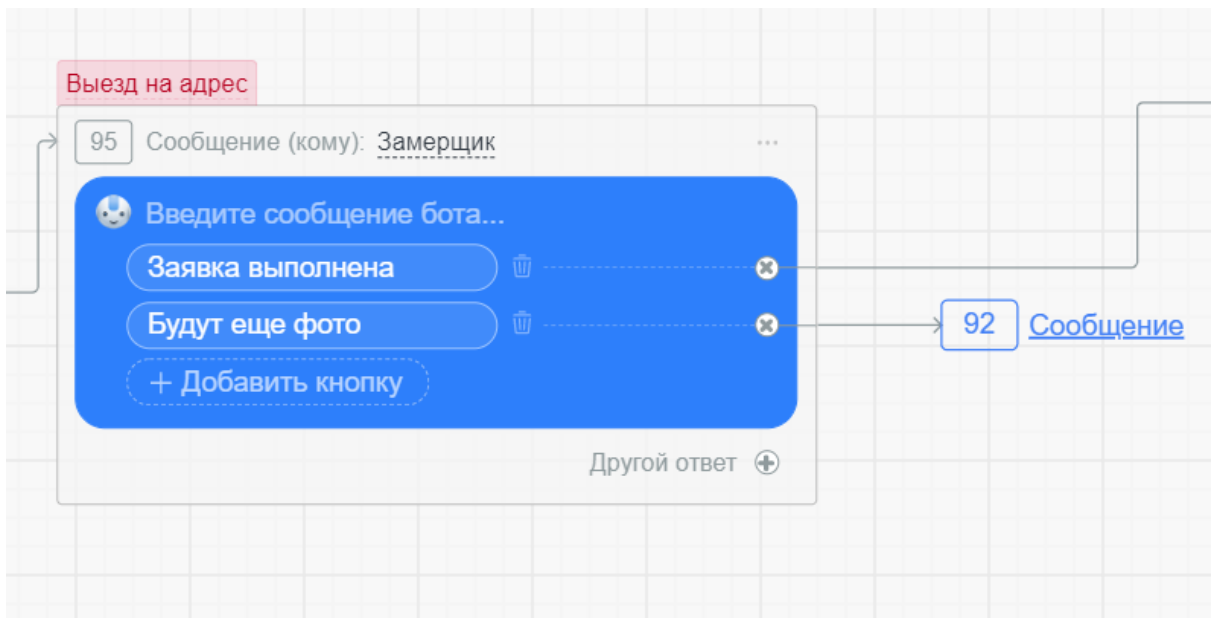 Выезд на адрес
95 Сообщение (кому): Замерщик ...
Введите сообщение бота...
Заявка выполнена
Будут еще фото
92 Сообщение
+ Добавить кнопку
Другой ответ